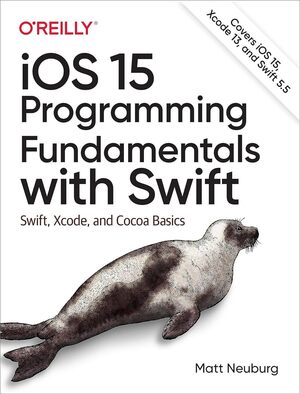 O'REILLY®
Covers iOS 15,
Xcode 13, and Swift 5.5
iOS 15
Programming
Fundamentals
with Swift
Swift, Xcode, and Cocoa Basics
Matt Neuburg